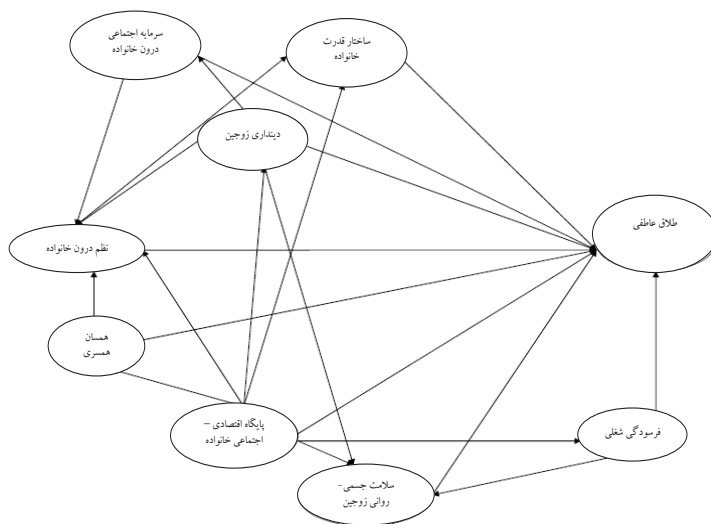 سرمایه اجتماعی
درون خانواده
ساختار قدرت
خانواده
دینداری زوجین
طلاق عاطفی
نظم درون خانواده
همسان
همسری
پایگاه اقتصادی –
اجتماعی خانواده
فرسودگی شغلی
سلامت جسمی-
روانی زوجین